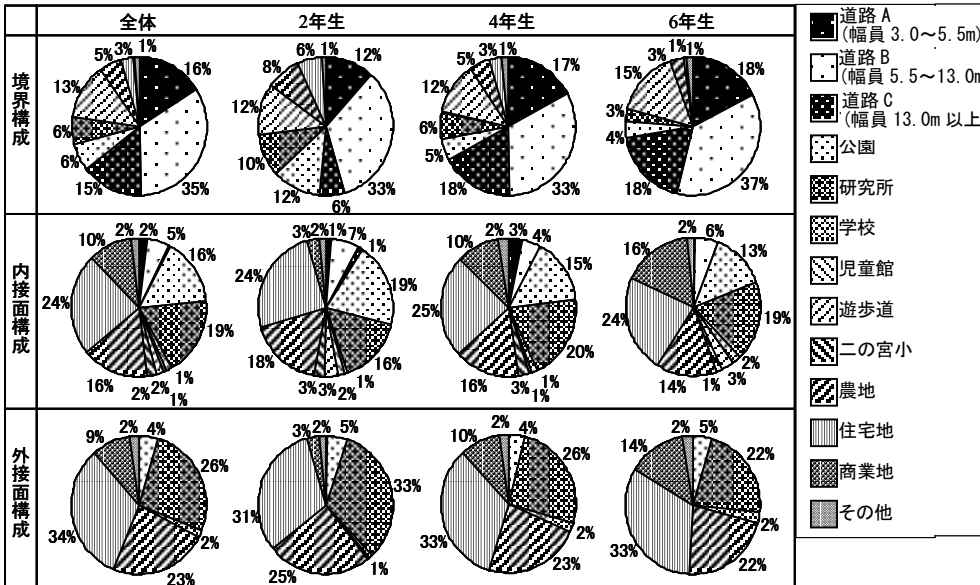 全体 2年生 4年生 6年生
境界構成
1% 16% 35% 15% 6% 6% 13% 5% 3%
1% 12% 33% 6% 12% 10% 12% 8% 6%
1% 17% 33% 18% 5% 6% 12% 5% 3%
1% 18% 37% 18% 4% 3% 15% 3% 1%
内接面構成
2% 5% 16% 19% 1% 1% 2% 2% 16% 24% 10% 2%
1% 7% 1% 19% 16% 1% 2% 3% 3% 18% 24% 3% 2%
3% 4% 15% 20% 1% 1% 3% 16% 25% 10% 2%
6% 13% 19% 2% 3% 1% 14% 24% 16% 2%
外接面構成
4% 26% 2% 23% 34% 9% 2%
5% 33% 1% 25% 31% 3% 2%
4% 26% 2% 23% 33% 10% 2%
5% 22% 2% 22% 33% 14% 2%
道路A
(幅員 3.0~5.5m)
道路B
(幅員 5.5~13.0m
道路C
(幅員 13.0m 以上
公園
研究所
学校
児童館
遊歩道
二の宮小
農地
住宅地
商業地
その他